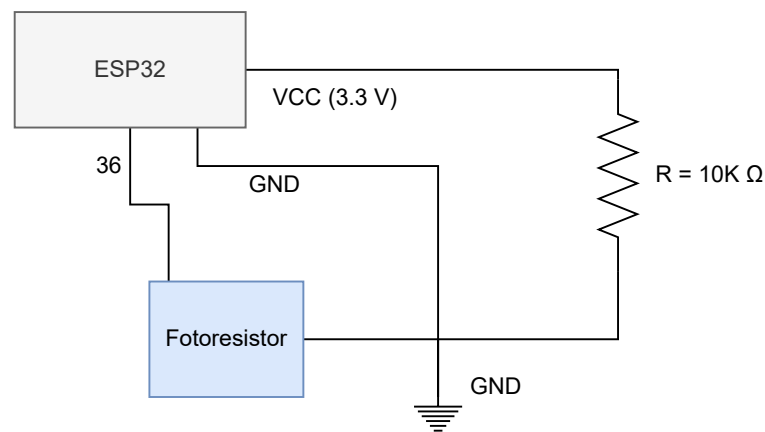 ESP32
VCC (3.3 V)
36
GND
R = 10K Ω
Fotoresistor
GND